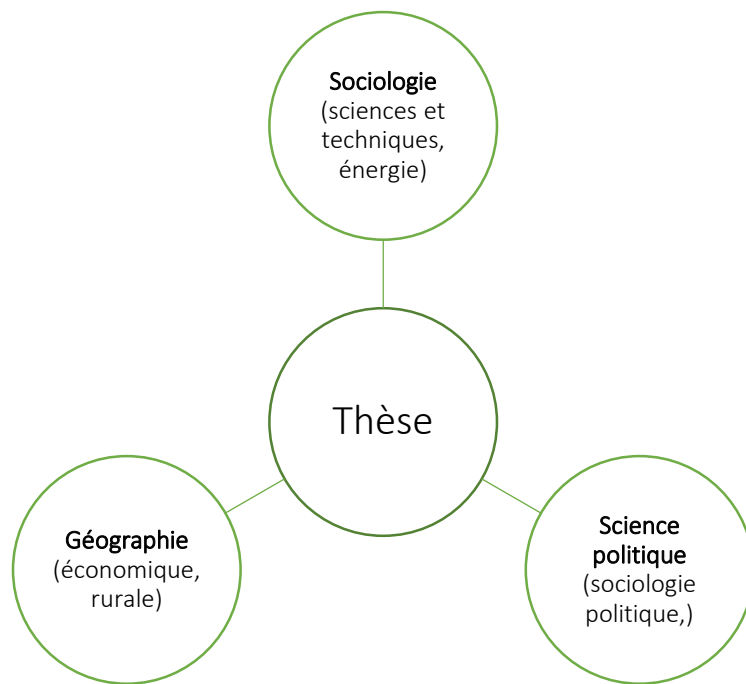 Sociologie
(sciences et
techniques,
énergie)
Thèse
Géographie
(économique,
rurale)
Science
politique
(sociologie
politique,)